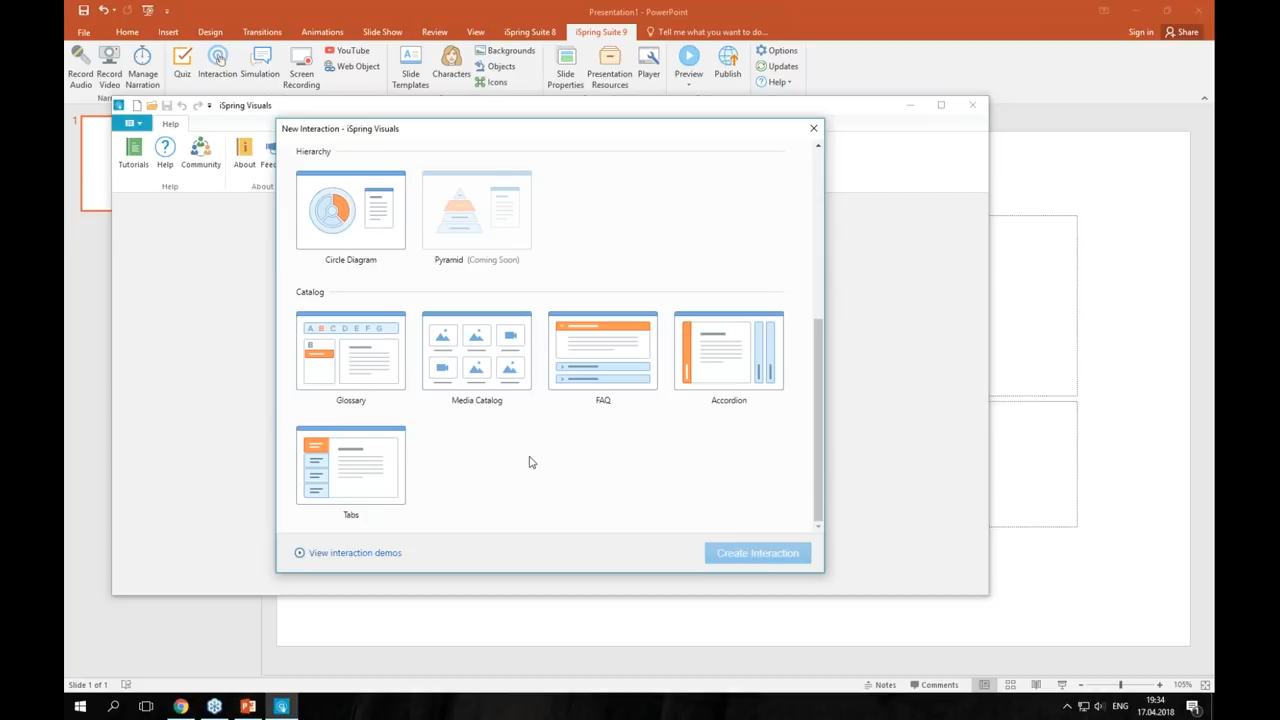 Presentation1 - PowerPoint
File Home Insert Design Transitions Animations Slide Show Review View iSpring Suite 8 iSpring Suite 9 Tell me what you want to do... Sign in Share
Record Audio
Record Video
Manage Narration
Quiz
Interaction
Simulation
Screen Recording
YouTube
Web Object
Slide Templates
Characters
Backgrounds
Objects
Icons
Slide Properties
Presentation Resources
Player
Preview
Publish
Options
Updates
Help
iSpring Visuals
Help
Tutorials
Help
Community
About
Help
About
New Interaction - iSpring Visuals
Hierarchy
Circle Diagram
Pyramid (Coming Soon)
Catalog
A B C D E F G
B
Glossary
Media Catalog
FAQ
Accordion
Tabs
View interaction demos
Create Interaction
1
Slide 1 of 1
Notes
Comments
105%
ENG
19:34
17.04.2018
1